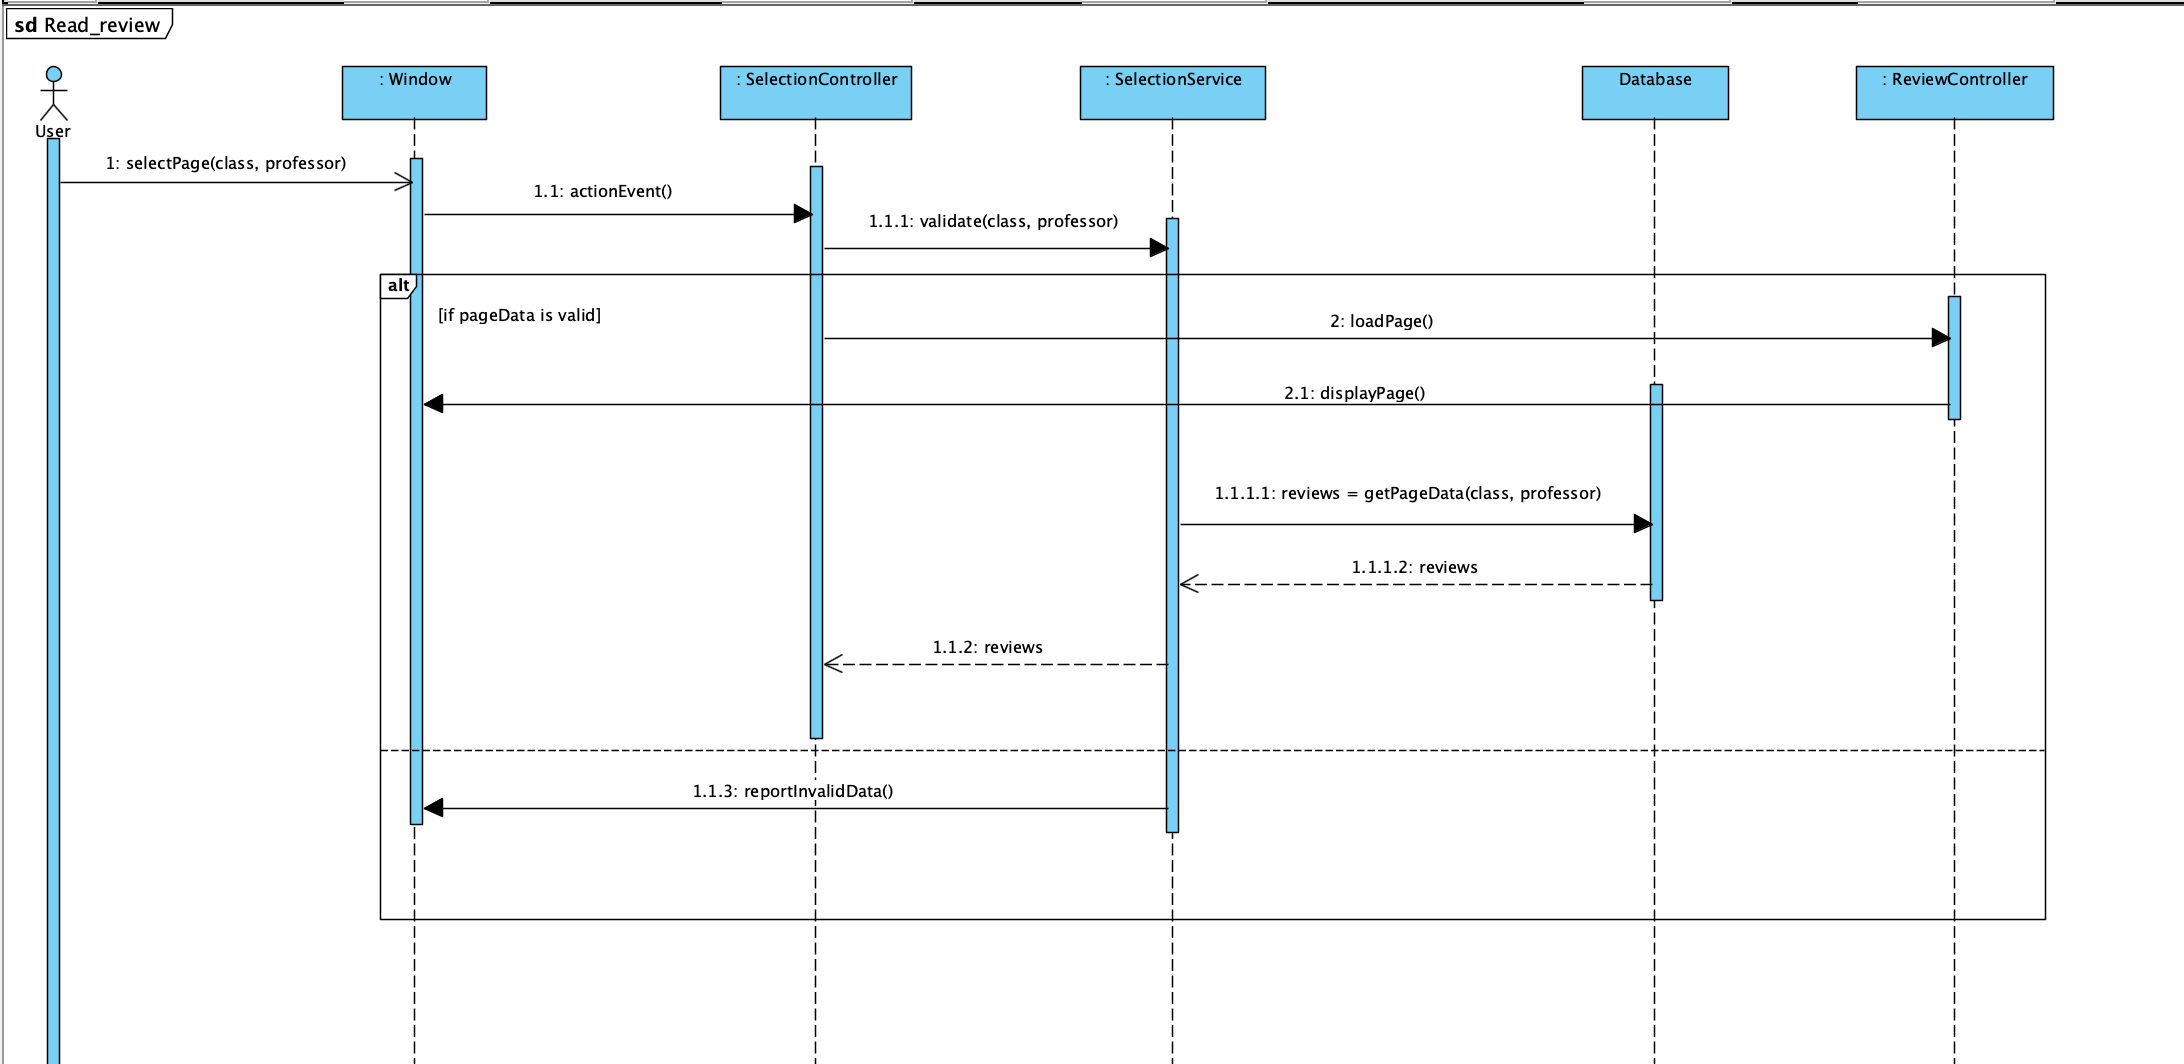 sd Read_review
User
: Window
: SelectionController
: SelectionService
Database
: ReviewController
1: selectPage(class, professor)
1.1: actionEvent()
1.1.1: validate(class, professor)
alt
[if pageData is valid]
2: loadPage()
2.1: displayPage()
1.1.1.1: reviews = getPageData(class, professor)
1.1.1.2: reviews
1.1.2: reviews
1.1.3: reportInvalidData()